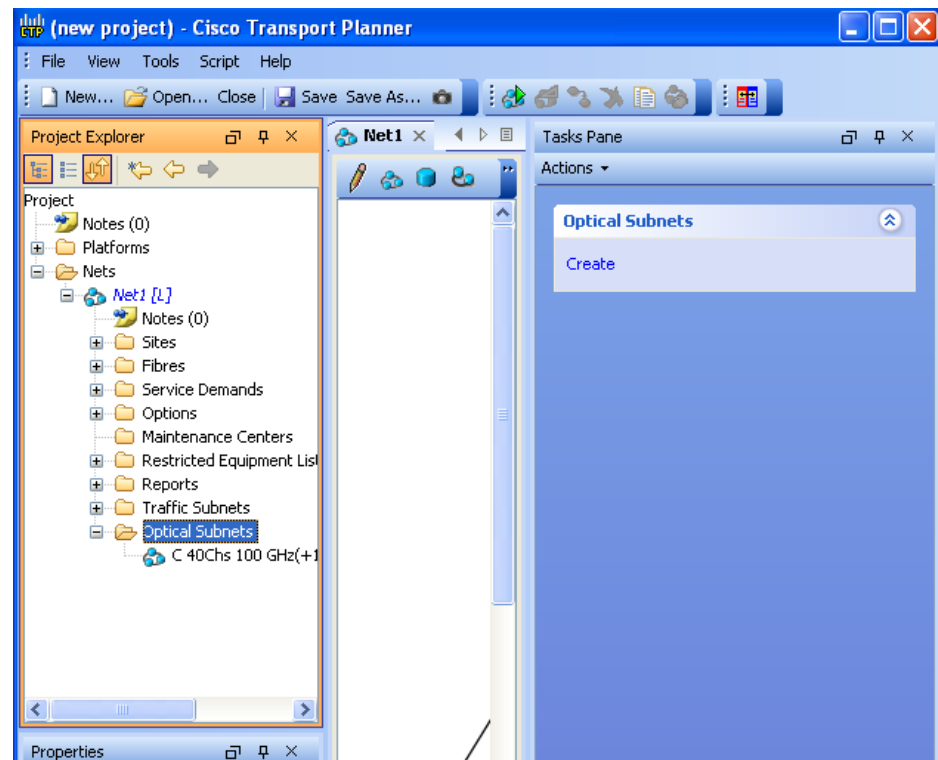 CTP (new project) - Cisco Transport Planner
File View Tools Script Help
New... Open... Close Save Save As...
Project Explorer
Net1
Tasks Pane
Actions
Project
Notes (0)
Platforms
Nets
Net1 [L]
Notes (0)
Sites
Fibres
Service Demands
Options
Maintenance Centers
Restricted Equipment List
Reports
Traffic Subnets
Optical Subnets
C 40Chs 100 GHz(+1
Optical Subnets
Create
Properties